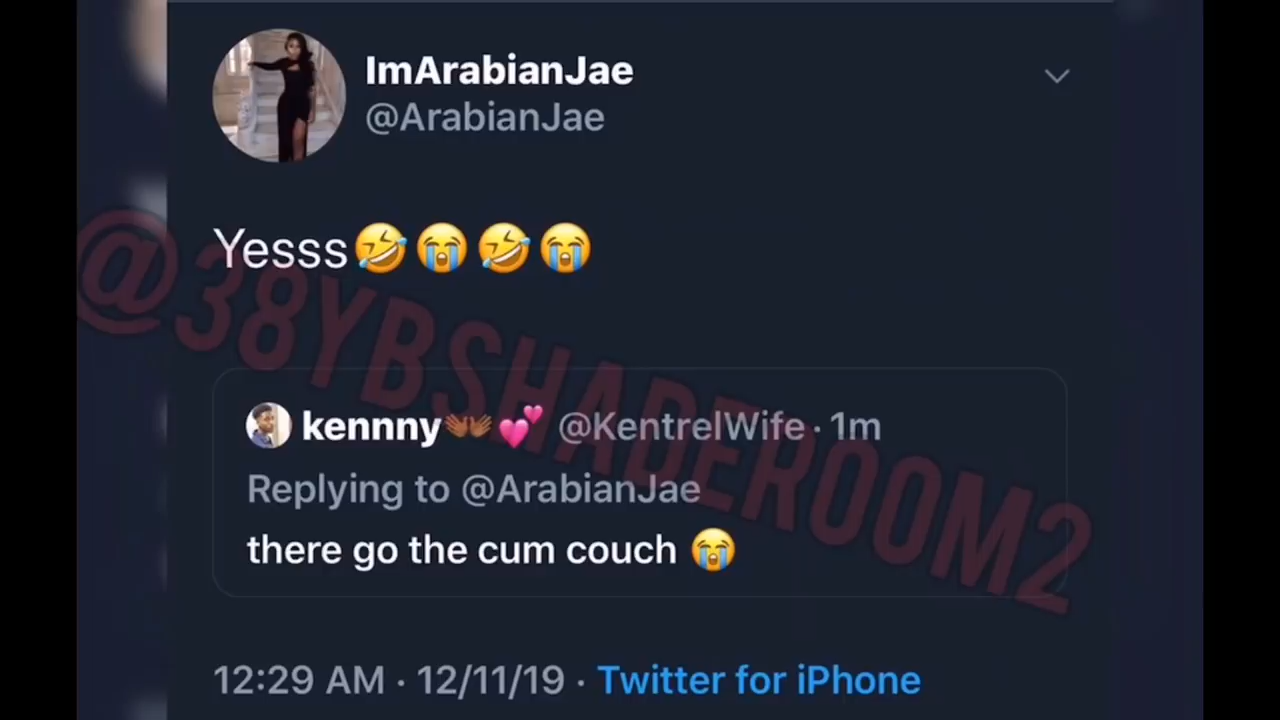 ImArabianJae
@ArabianJae
Yesss🤣😭🤣😭
@38YBSHADEROOM2
kennny👐🏾💕 @KentrelWife · 1m
Replying to @ArabianJae
there go the cum couch 😭
12:29 AM · 12/11/19 · Twitter for iPhone